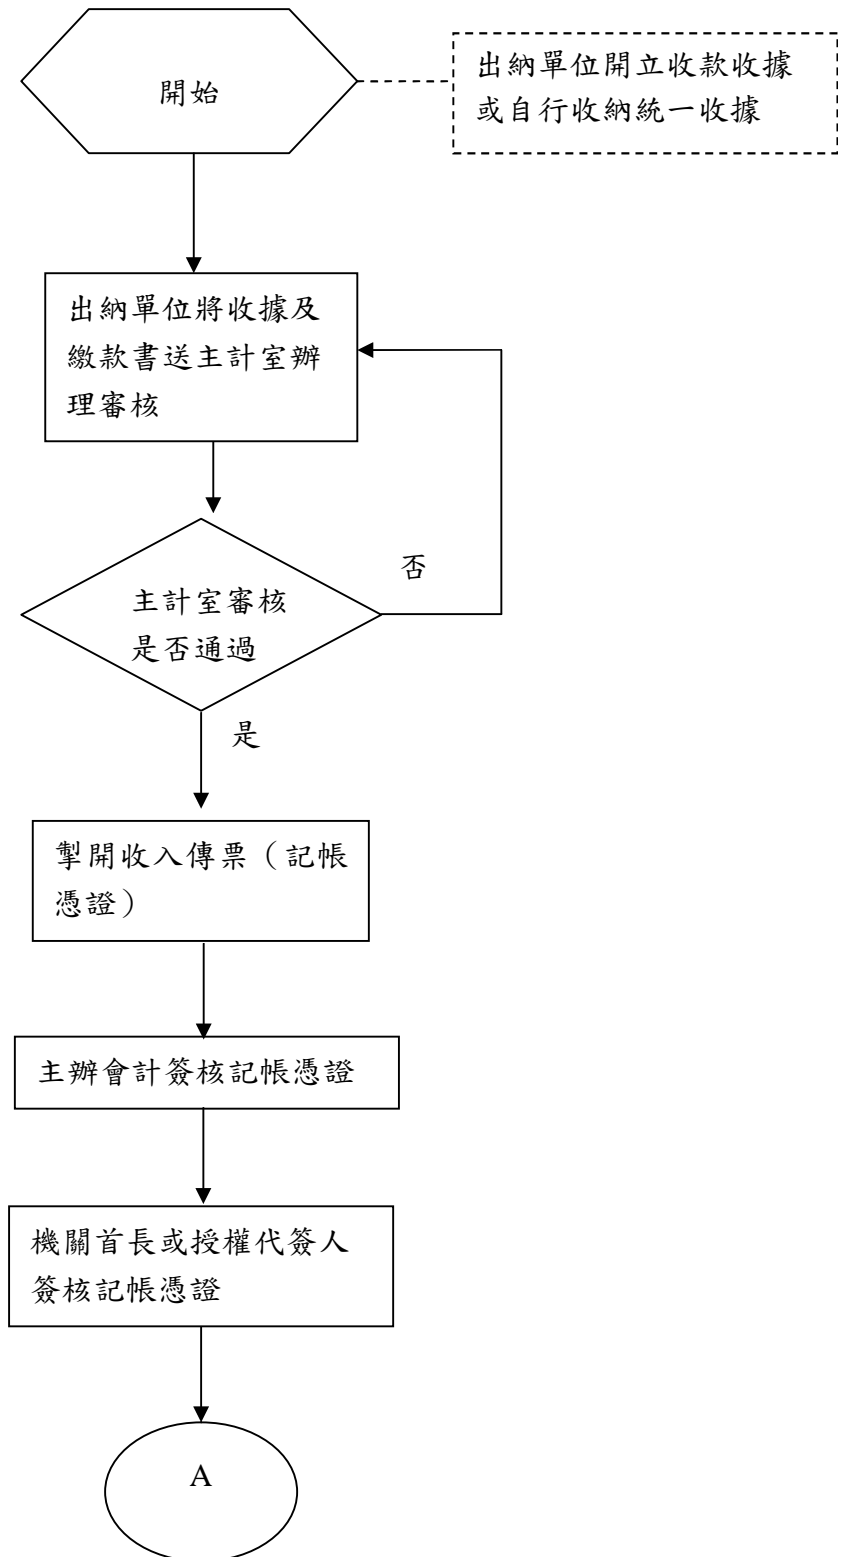 開始
出納單位開立收款收據
或自行收納統一收據
出納單位將收據及
繳款書送主計室辦
理審核
否
主計室審核
是否通過
是
掣開收入傳票（記帳
憑證）
主辦會計簽核記帳憑證
機關首長或授權代簽人
簽核記帳憑證
A